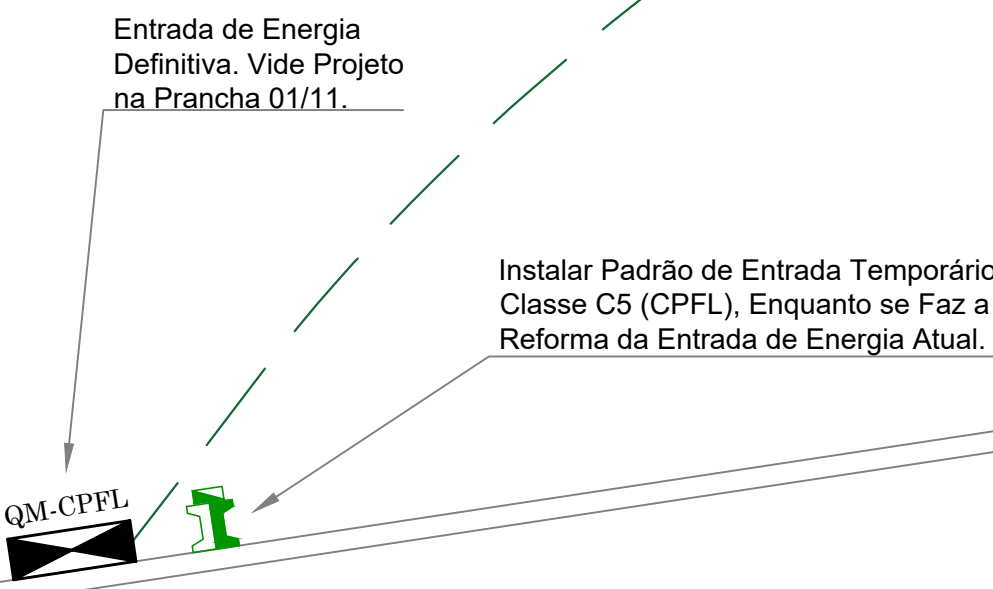 Entrada de Energia
Definitiva. Vide Projeto
na Prancha 01/11.
Instalar Padrão de Entrada Temporário
Classe C5 (CPFL), Enquanto se Faz a
Reforma da Entrada de Energia Atual.
QM-CPFL